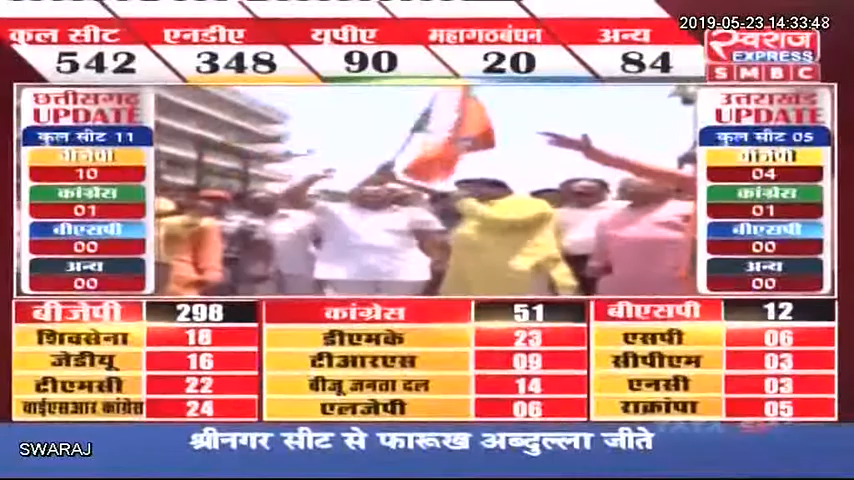 2019-05-23 14:33:48
कुल सीट एनडीए यूपीए महागठबंधन अन्य
542 348 90 20 84
स्वराज
EXPRESS
SMBC
छत्तीसगढ़
UPDATE
कुल सीट 11
बीजेपी
10
कांग्रेस
01
बीएसपी
00
अन्य
00
उत्तराखंड
UPDATE
कुल सीट 05
बीजेपी
04
कांग्रेस
01
बीएसपी
00
अन्य
00
बीजेपी 298 कांग्रेस 51 बीएसपी 12
शिवसेना 18 डीएमके 23 एसपी 06
जेडीयू 16 टीआरएस 09 सीपीएम 03
टीएमसी 22 बीजू जनता दल 14 एनसी 03
वाईएसआर कांग्रेस 24 एलजेपी 06 राकांपा 05
श्रीनगर सीट से फारूख अब्दुल्ला जीते
SWARAJ